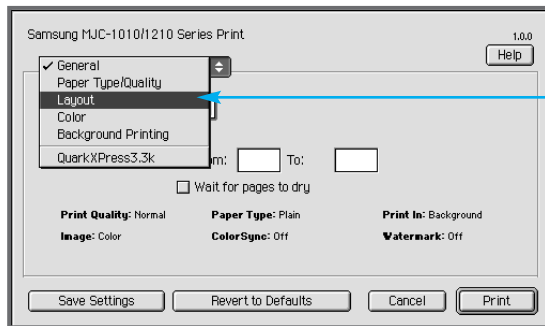 Samsung MJC-1010/1210 Series Print
1.0.0
Help
✓ General
Paper Type/Quality
Layout
Color
Background Printing
QuarkXPress3.3k
om: To:
Wait for pages to dry
Print Quality: Normal Paper Type: Plain Print In: Background
Image: Color ColorSync: Off Watermark: Off
Save Settings Revert to Defaults Cancel Print